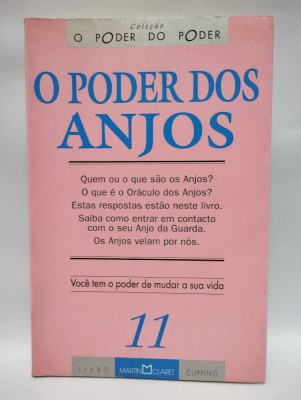 Coleção
O PODER DO PODER
O PODER DOS
ANJOS
Quem ou o que são os Anjos?
O que é o Oráculo dos Anjos?
Estas respostas estão neste livro.
Saiba como entrar em contacto
com o seu Anjo da Guarda.
Os Anjos velam por nós.
Você tem o poder de mudar a sua vida
11
LIVRO MARTIN CLARET CLIPPING